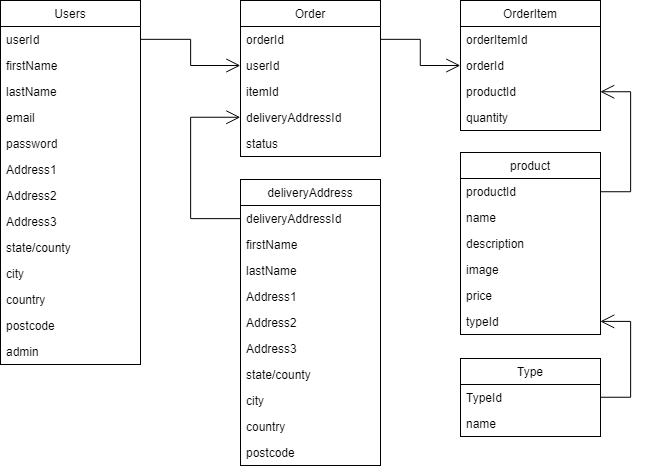 Users
userId
firstName
lastName
email
password
Address1
Address2
Address3
state/county
city
country
postcode
admin
Order
orderId
userId
itemId
deliveryAddressId
status
deliveryAddress
deliveryAddressId
firstName
lastName
Address1
Address2
Address3
state/county
city
country
postcode
OrderItem
orderItemId
orderId
productId
quantity
product
productId
name
description
image
price
typeId
Type
TypeId
name